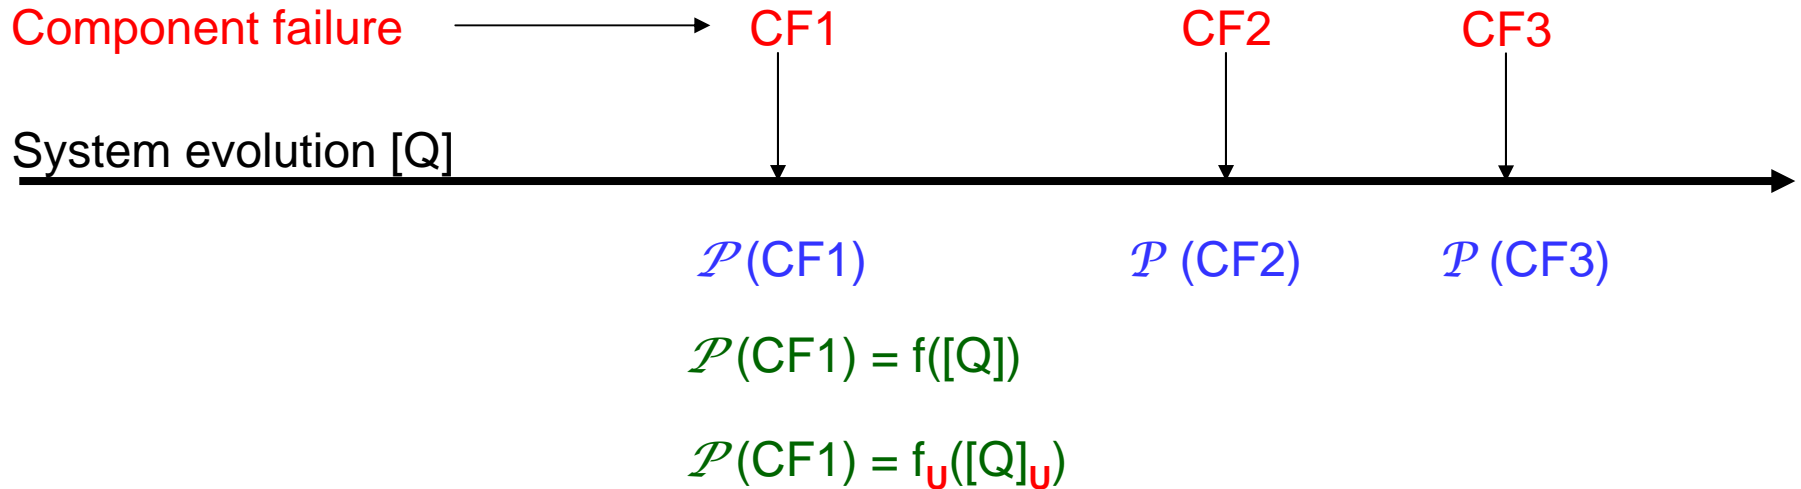 Component failure CF1 CF2 CF3
System evolution [Q]
𝒫(CF1) 𝒫 (CF2) 𝒫 (CF3)
𝒫(CF1) = f([Q])
𝒫(CF1) = fU([Q]U)